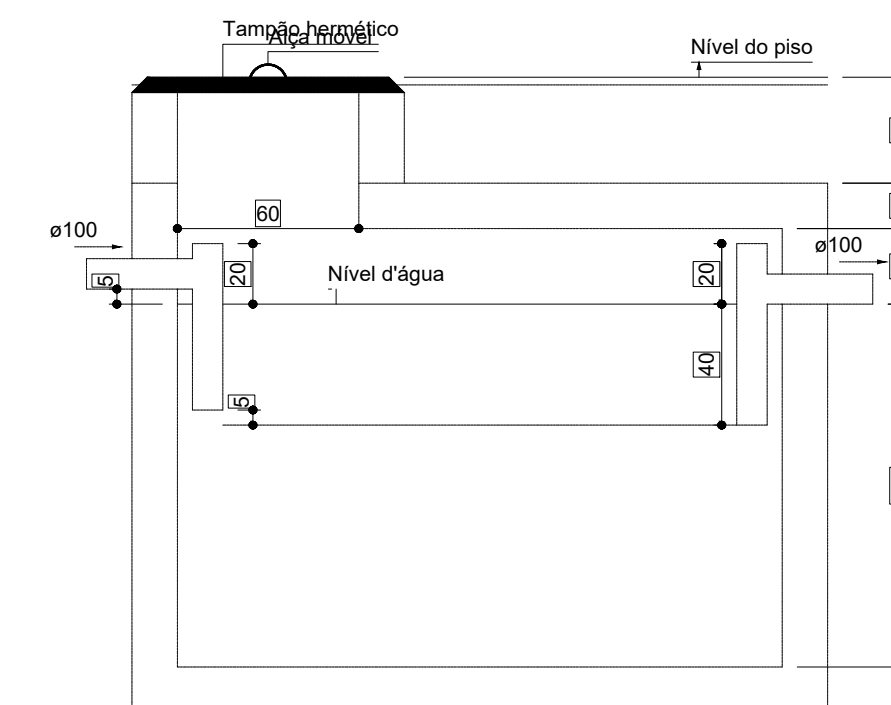 Tampão hermético
Alça móvel
Nível do piso
60
ø100
ø100
5
20
Nível d'água
20
40
5